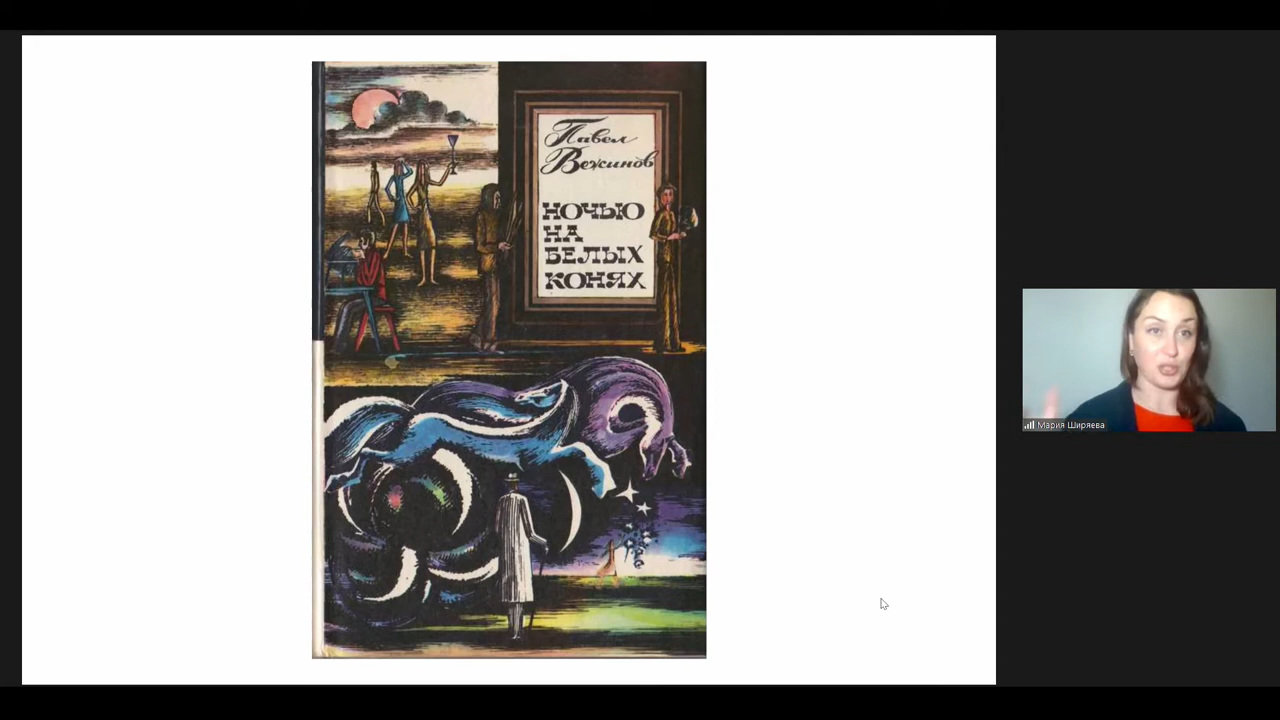 Павел
Вежинов
НОЧЬЮ
НА
БЕЛЫХ
КОНЯХ
Мария Ширяева